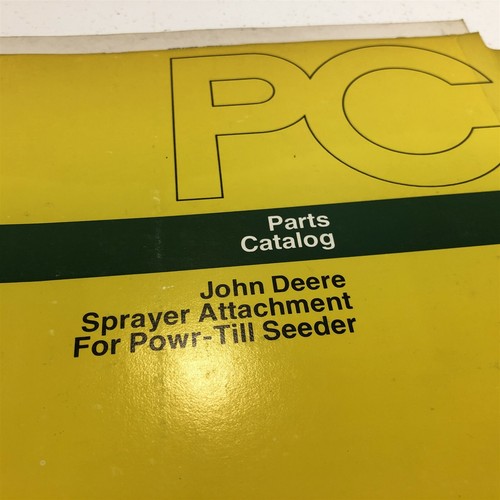 PC
Parts
Catalog
John Deere
Sprayer Attachment
For Powr-Till Seeder